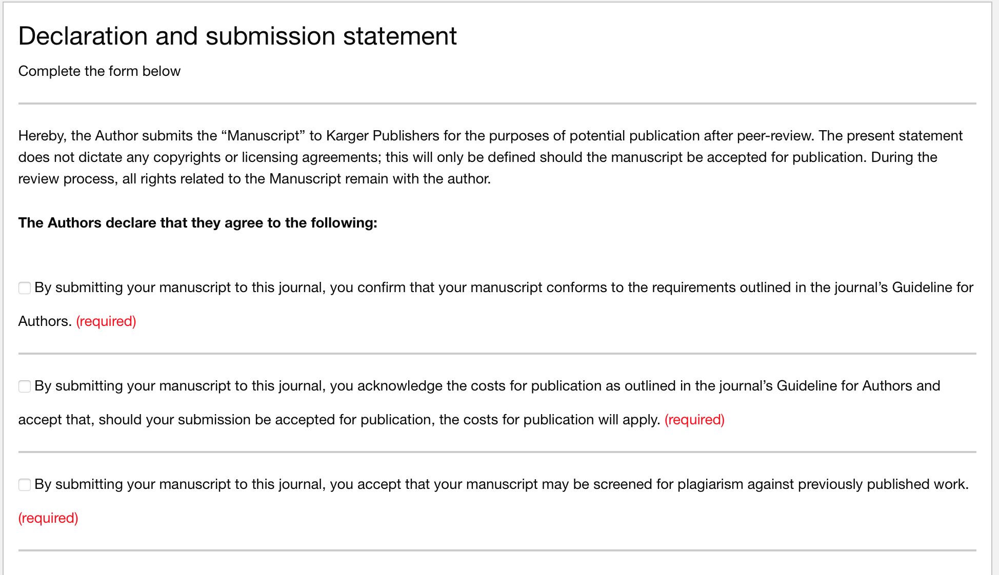 Declaration and submission statement
Complete the form below
Hereby, the Author submits the “Manuscript” to Karger Publishers for the purposes of potential publication after peer-review. The present statement
does not dictate any copyrights or licensing agreements; this will only be defined should the manuscript be accepted for publication. During the
review process, all rights related to the Manuscript remain with the author.
The Authors declare that they agree to the following:
By submitting your manuscript to this journal, you confirm that your manuscript conforms to the requirements outlined in the journal’s Guideline for
Authors. (required)
By submitting your manuscript to this journal, you acknowledge the costs for publication as outlined in the journal’s Guideline for Authors and
accept that, should your submission be accepted for publication, the costs for publication will apply. (required)
By submitting your manuscript to this journal, you accept that your manuscript may be screened for plagiarism against previously published work.
(required)